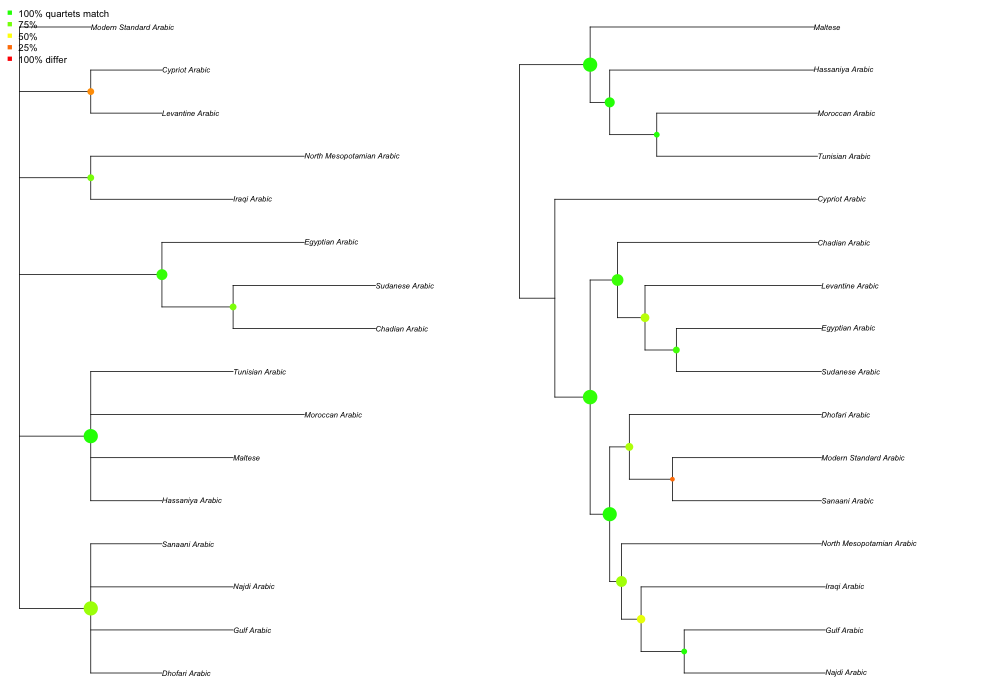 100% quartets match
75%
50%
25%
100% differ
Modern Standard Arabic
Cypriot Arabic
Levantine Arabic
North Mesopotamian Arabic
Iraqi Arabic
Egyptian Arabic
Sudanese Arabic
Chadian Arabic
Tunisian Arabic
Moroccan Arabic
Maltese
Hassaniya Arabic
Sanaani Arabic
Najdi Arabic
Gulf Arabic
Dhofari Arabic
Maltese
Hassaniya Arabic
Moroccan Arabic
Tunisian Arabic
Cypriot Arabic
Chadian Arabic
Levantine Arabic
Egyptian Arabic
Sudanese Arabic
Dhofari Arabic
Modern Standard Arabic
Sanaani Arabic
North Mesopotamian Arabic
Iraqi Arabic
Gulf Arabic
Najdi Arabic